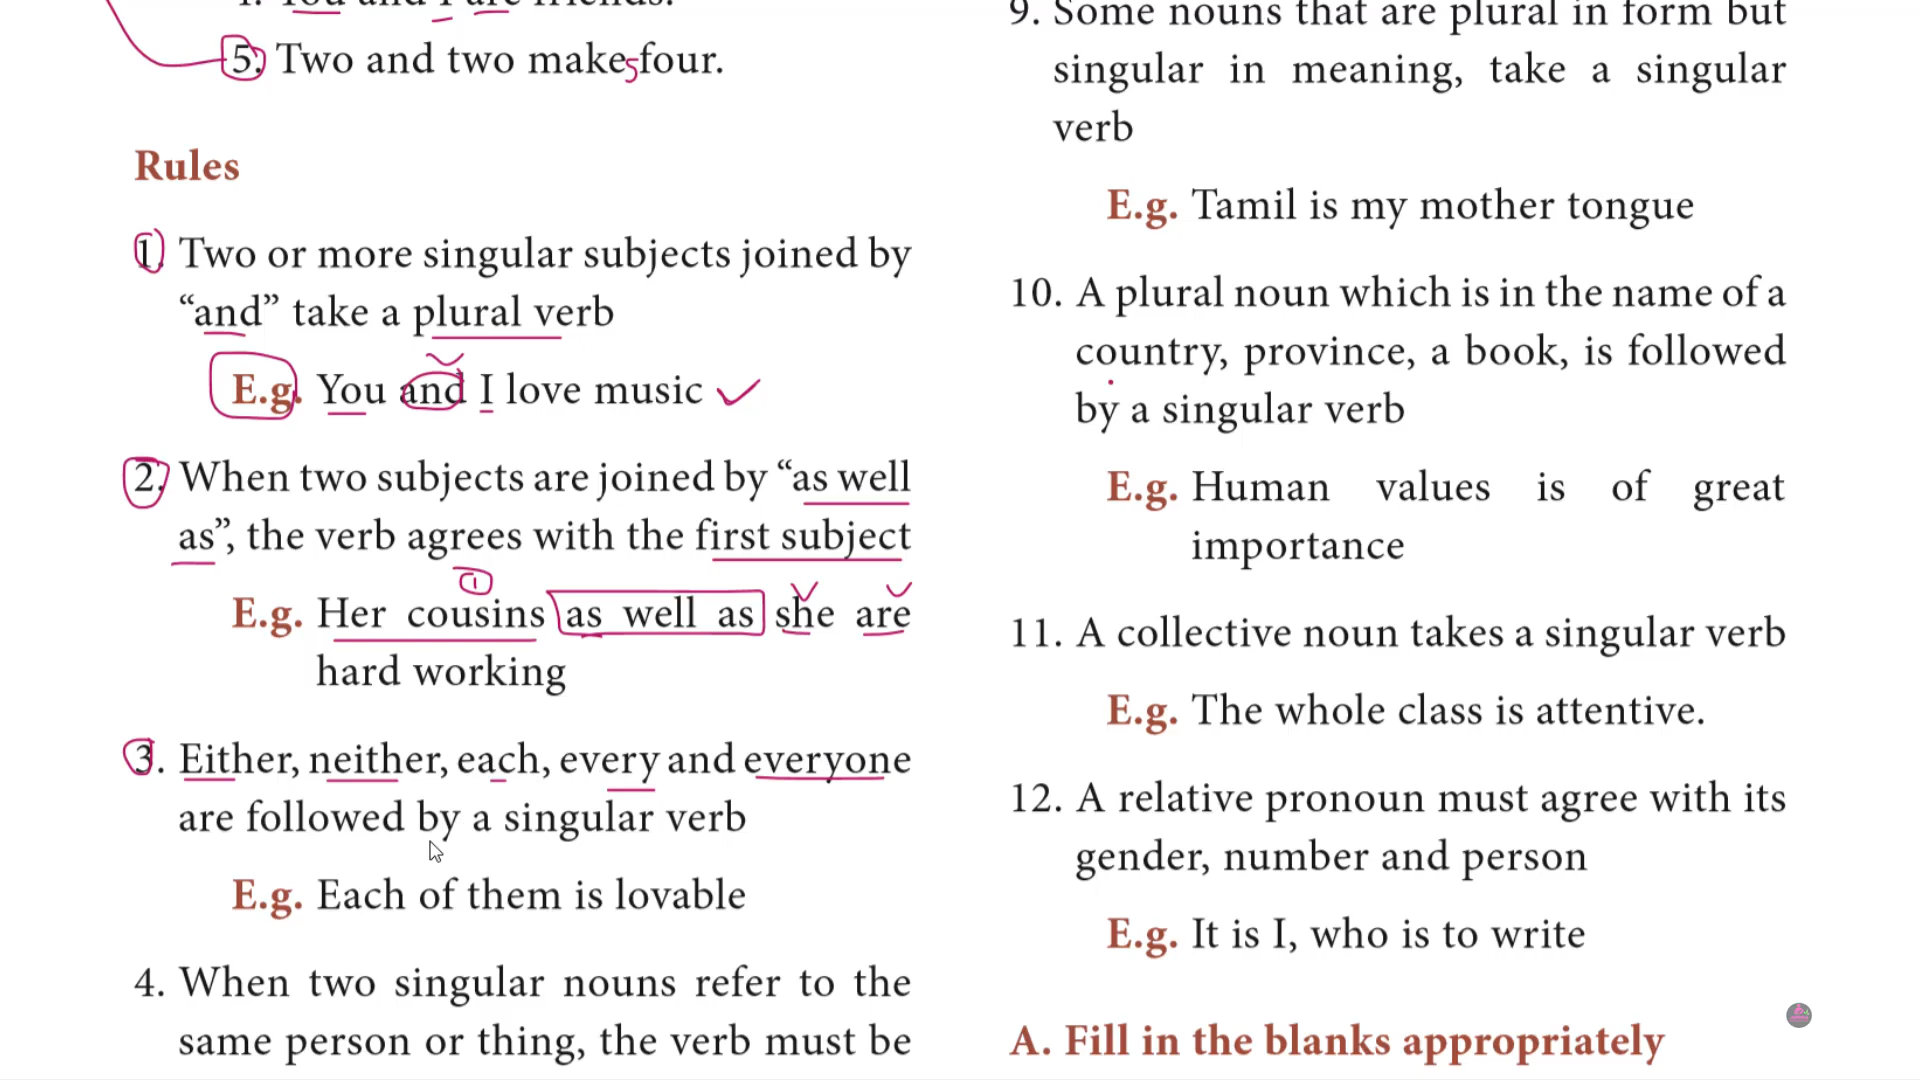 5. Two and two makes four.
Rules
1. Two or more singular subjects joined by
“and” take a plural verb
E.g. You and I love music
2. When two subjects are joined by “as well
as”, the verb agrees with the first subject
1
E.g. Her cousins as well as she are
hard working
3. Either, neither, each, every and everyone
are followed by a singular verb
E.g. Each of them is lovable
4. When two singular nouns refer to the
same person or thing, the verb must be
9. Some nouns that are plural in form but
singular in meaning, take a singular
verb
E.g. Tamil is my mother tongue
10. A plural noun which is in the name of a
country, province, a book, is followed
by a singular verb
E.g. Human values is of great
importance
11. A collective noun takes a singular verb
E.g. The whole class is attentive.
12. A relative pronoun must agree with its
gender, number and person
E.g. It is I, who is to write
A. Fill in the blanks appropriately